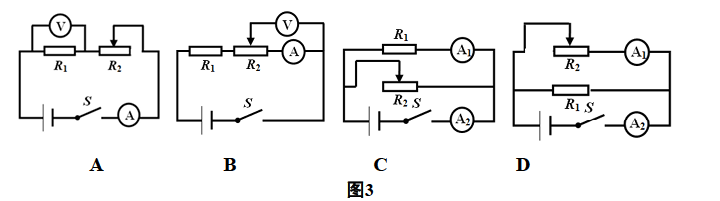 V V A₁ A₁
R₁ R₂ R₁ R₂ A R₁ R₂ R₂
R₁
S A S S A₂ S A₂
A B C D
图3